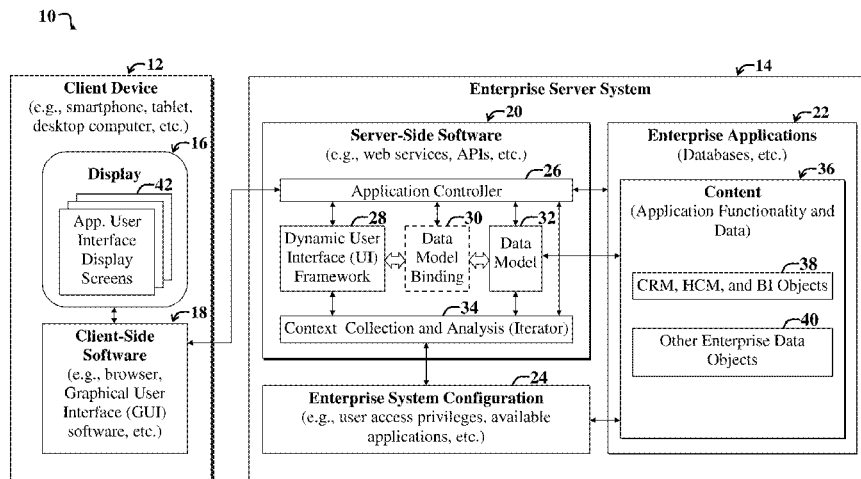 10
12
Client Device
(e.g., smartphone, tablet,
desktop computer, etc.)
16
Display
42
App. User
Interface
Display
Screens
18
Client-Side
Software
(e.g., browser,
Graphical User
Interface (GUI)
software, etc.)
14
Enterprise Server System
20
Server-Side Software
(e.g., web services, APIs, etc.)
26
Application Controller
28
Dynamic User
Interface (UI)
Framework
30
Data
Model
Binding
32
Data
Model
34
Context Collection and Analysis (Iterator)
24
Enterprise System Configuration
(e.g., user access privileges, available
applications, etc.)
22
Enterprise Applications
(Databases, etc.)
36
Content
(Application Functionality and
Data)
38
CRM, HCM, and BI Objects
40
Other Enterprise Data
Objects